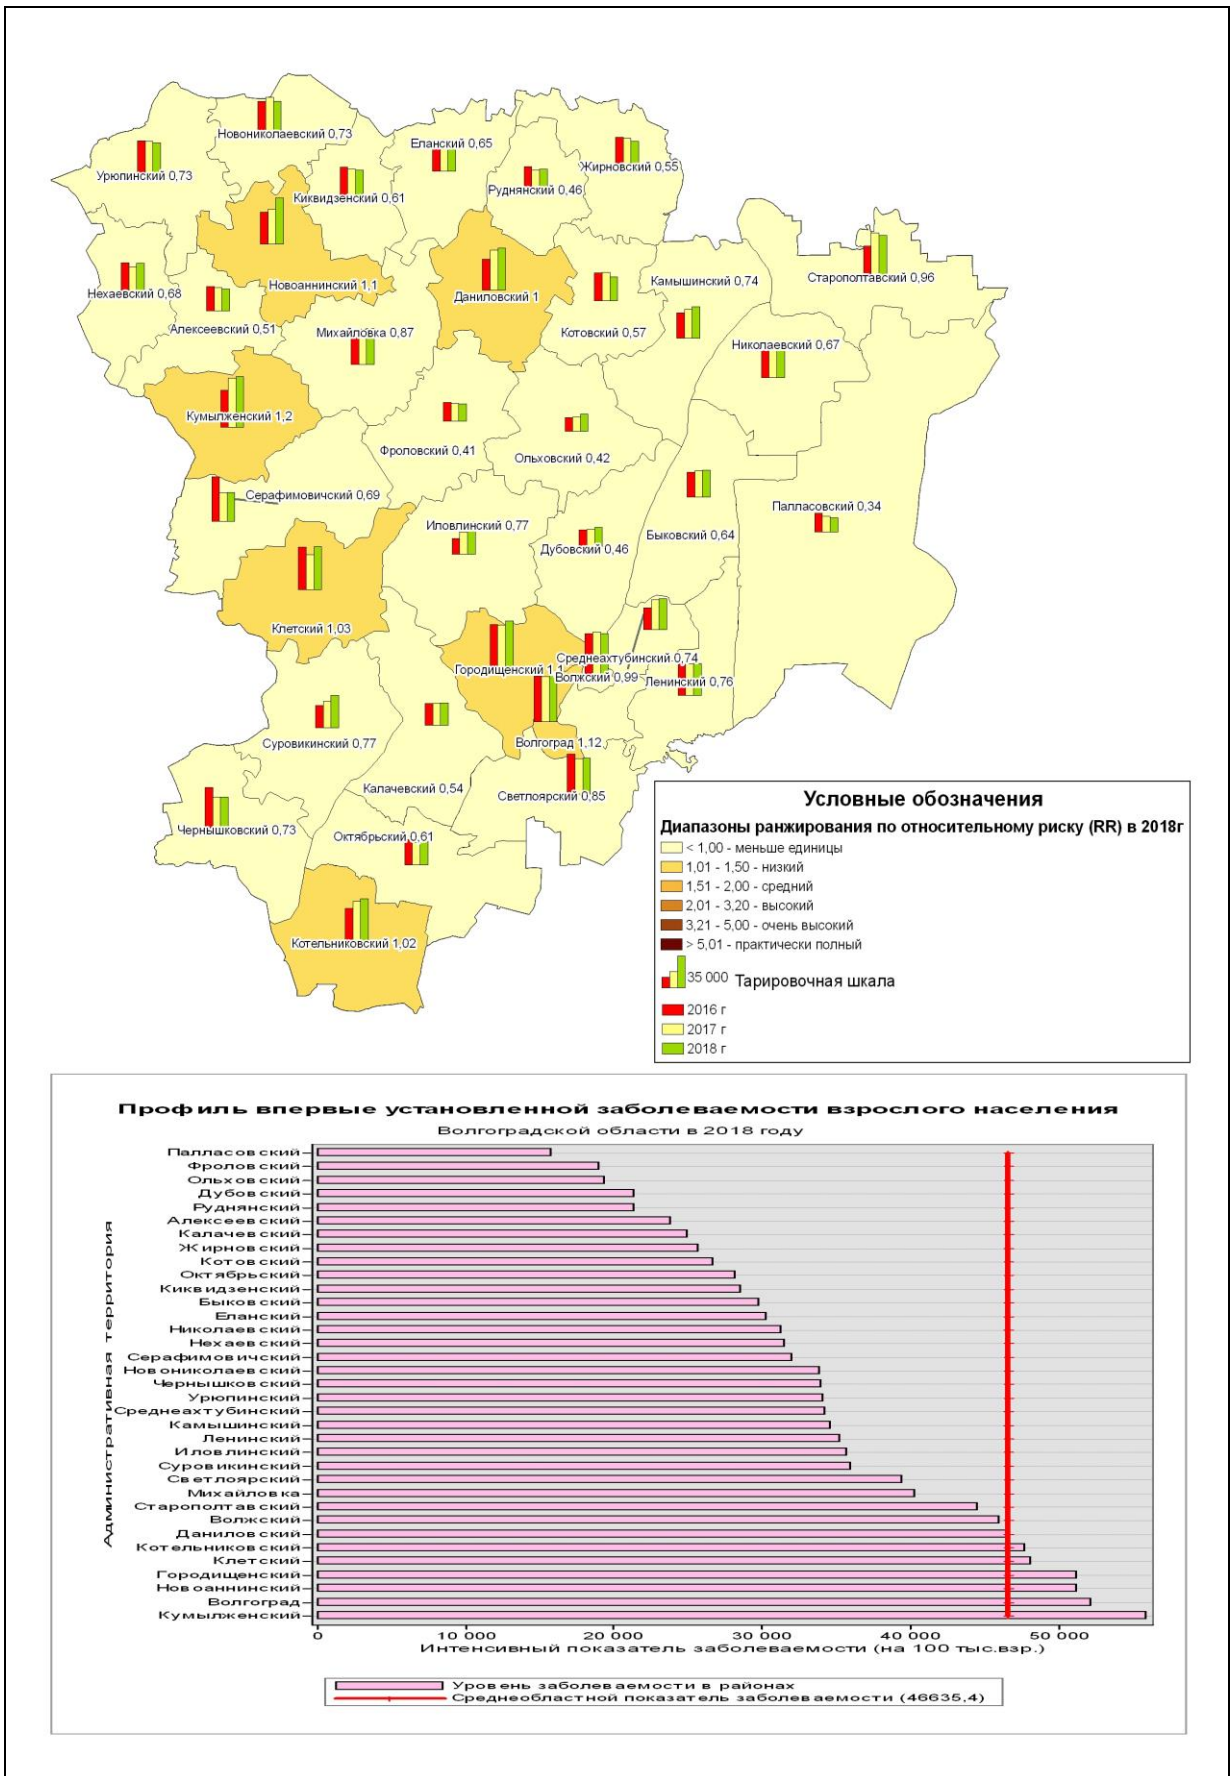 Новониколаевский 0,73
Еланский 0,65
Жирновский 0,55
Урюпинский 0,73
Киквидзенский 0,61
Руднянский 0,46
Старополтавский 0,96
Камышинский 0,74
Новоаннинский 1,1
Даниловский 1
Нехаевский 0,68
Алексеевский 0,51
Михайловка 0,87
Котовский 0,57
Николаевский 0,67
Кумылженский 1,2
Фроловский 0,41
Ольховский 0,42
Серафимовичский 0,69
Палласовский 0,34
Иловлинский 0,77
Быковский 0,64
Дубовский 0,46
Клетский 1,03
Среднеахтубинский 0,74
Городищенский 1,1
Волжский 0,99
Ленинский 0,76
Суровикинский 0,77
Волгоград 1,12
Калачевский 0,54
Светлоярский 0,85
Чернышковский 0,73
Октябрьский 0,61
Котельниковский 1,02
Условные обозначения
Диапазоны ранжирования по относительному риску (RR) в 2018г
< 1,00 - меньше единицы
1,01 - 1,50 - низкий
1,51 - 2,00 - средний
2,01 - 3,20 - высокий
3,21 - 5,00 - очень высокий
> 5,01 - практически полный
35 000 Тарировочная шкала
2016 г
2017 г
2018 г
Профиль впервые установленной заболеваемости взрослого населения
Волгоградской области в 2018 году
Административная территория
Палласовский
Фроловский
Ольховский
Дубовский
Руднянский
Алексеевский
Калачевский
Жирновский
Котовский
Октябрьский
Киквидзенский
Быковский
Еланский
Николаевский
Нехаевский
Серафимовичский
Новониколаевский
Чернышковский
Урюпинский
Среднеахтубинский
Камышинский
Ленинский
Иловлинский
Суровикинский
Светлоярский
Михайловка
Старополтавский
Волжский
Даниловский
Котельниковский
Клетский
Городищенский
Новоаннинский
Волгоград
Кумылженский
0 10 000 20 000 30 000 40 000 50 000
Интенсивный показатель заболеваемости (на 100 тыс.взр.)
Уровень заболеваемости в районах
Среднеобластной показатель заболеваемости (46635,4)